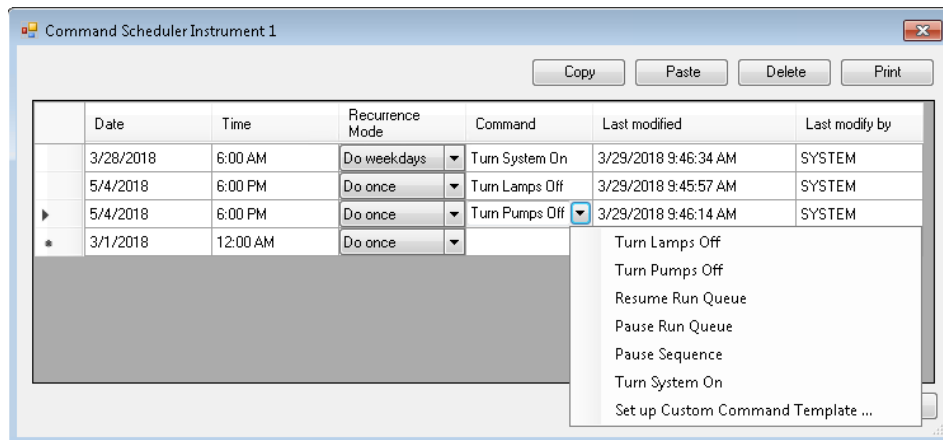 Command Scheduler Instrument 1
Copy Paste Delete Print
Date Time Recurrence Mode Command Last modified Last modify by
3/28/2018 6:00 AM Do weekdays Turn System On 3/29/2018 9:46:34 AM SYSTEM
5/4/2018 6:00 PM Do once Turn Lamps Off 3/29/2018 9:45:57 AM SYSTEM
5/4/2018 6:00 PM Do once Turn Pumps Off 3/29/2018 9:46:14 AM SYSTEM
3/1/2018 12:00 AM Do once
Turn Lamps Off
Turn Pumps Off
Resume Run Queue
Pause Run Queue
Pause Sequence
Turn System On
Set up Custom Command Template ...